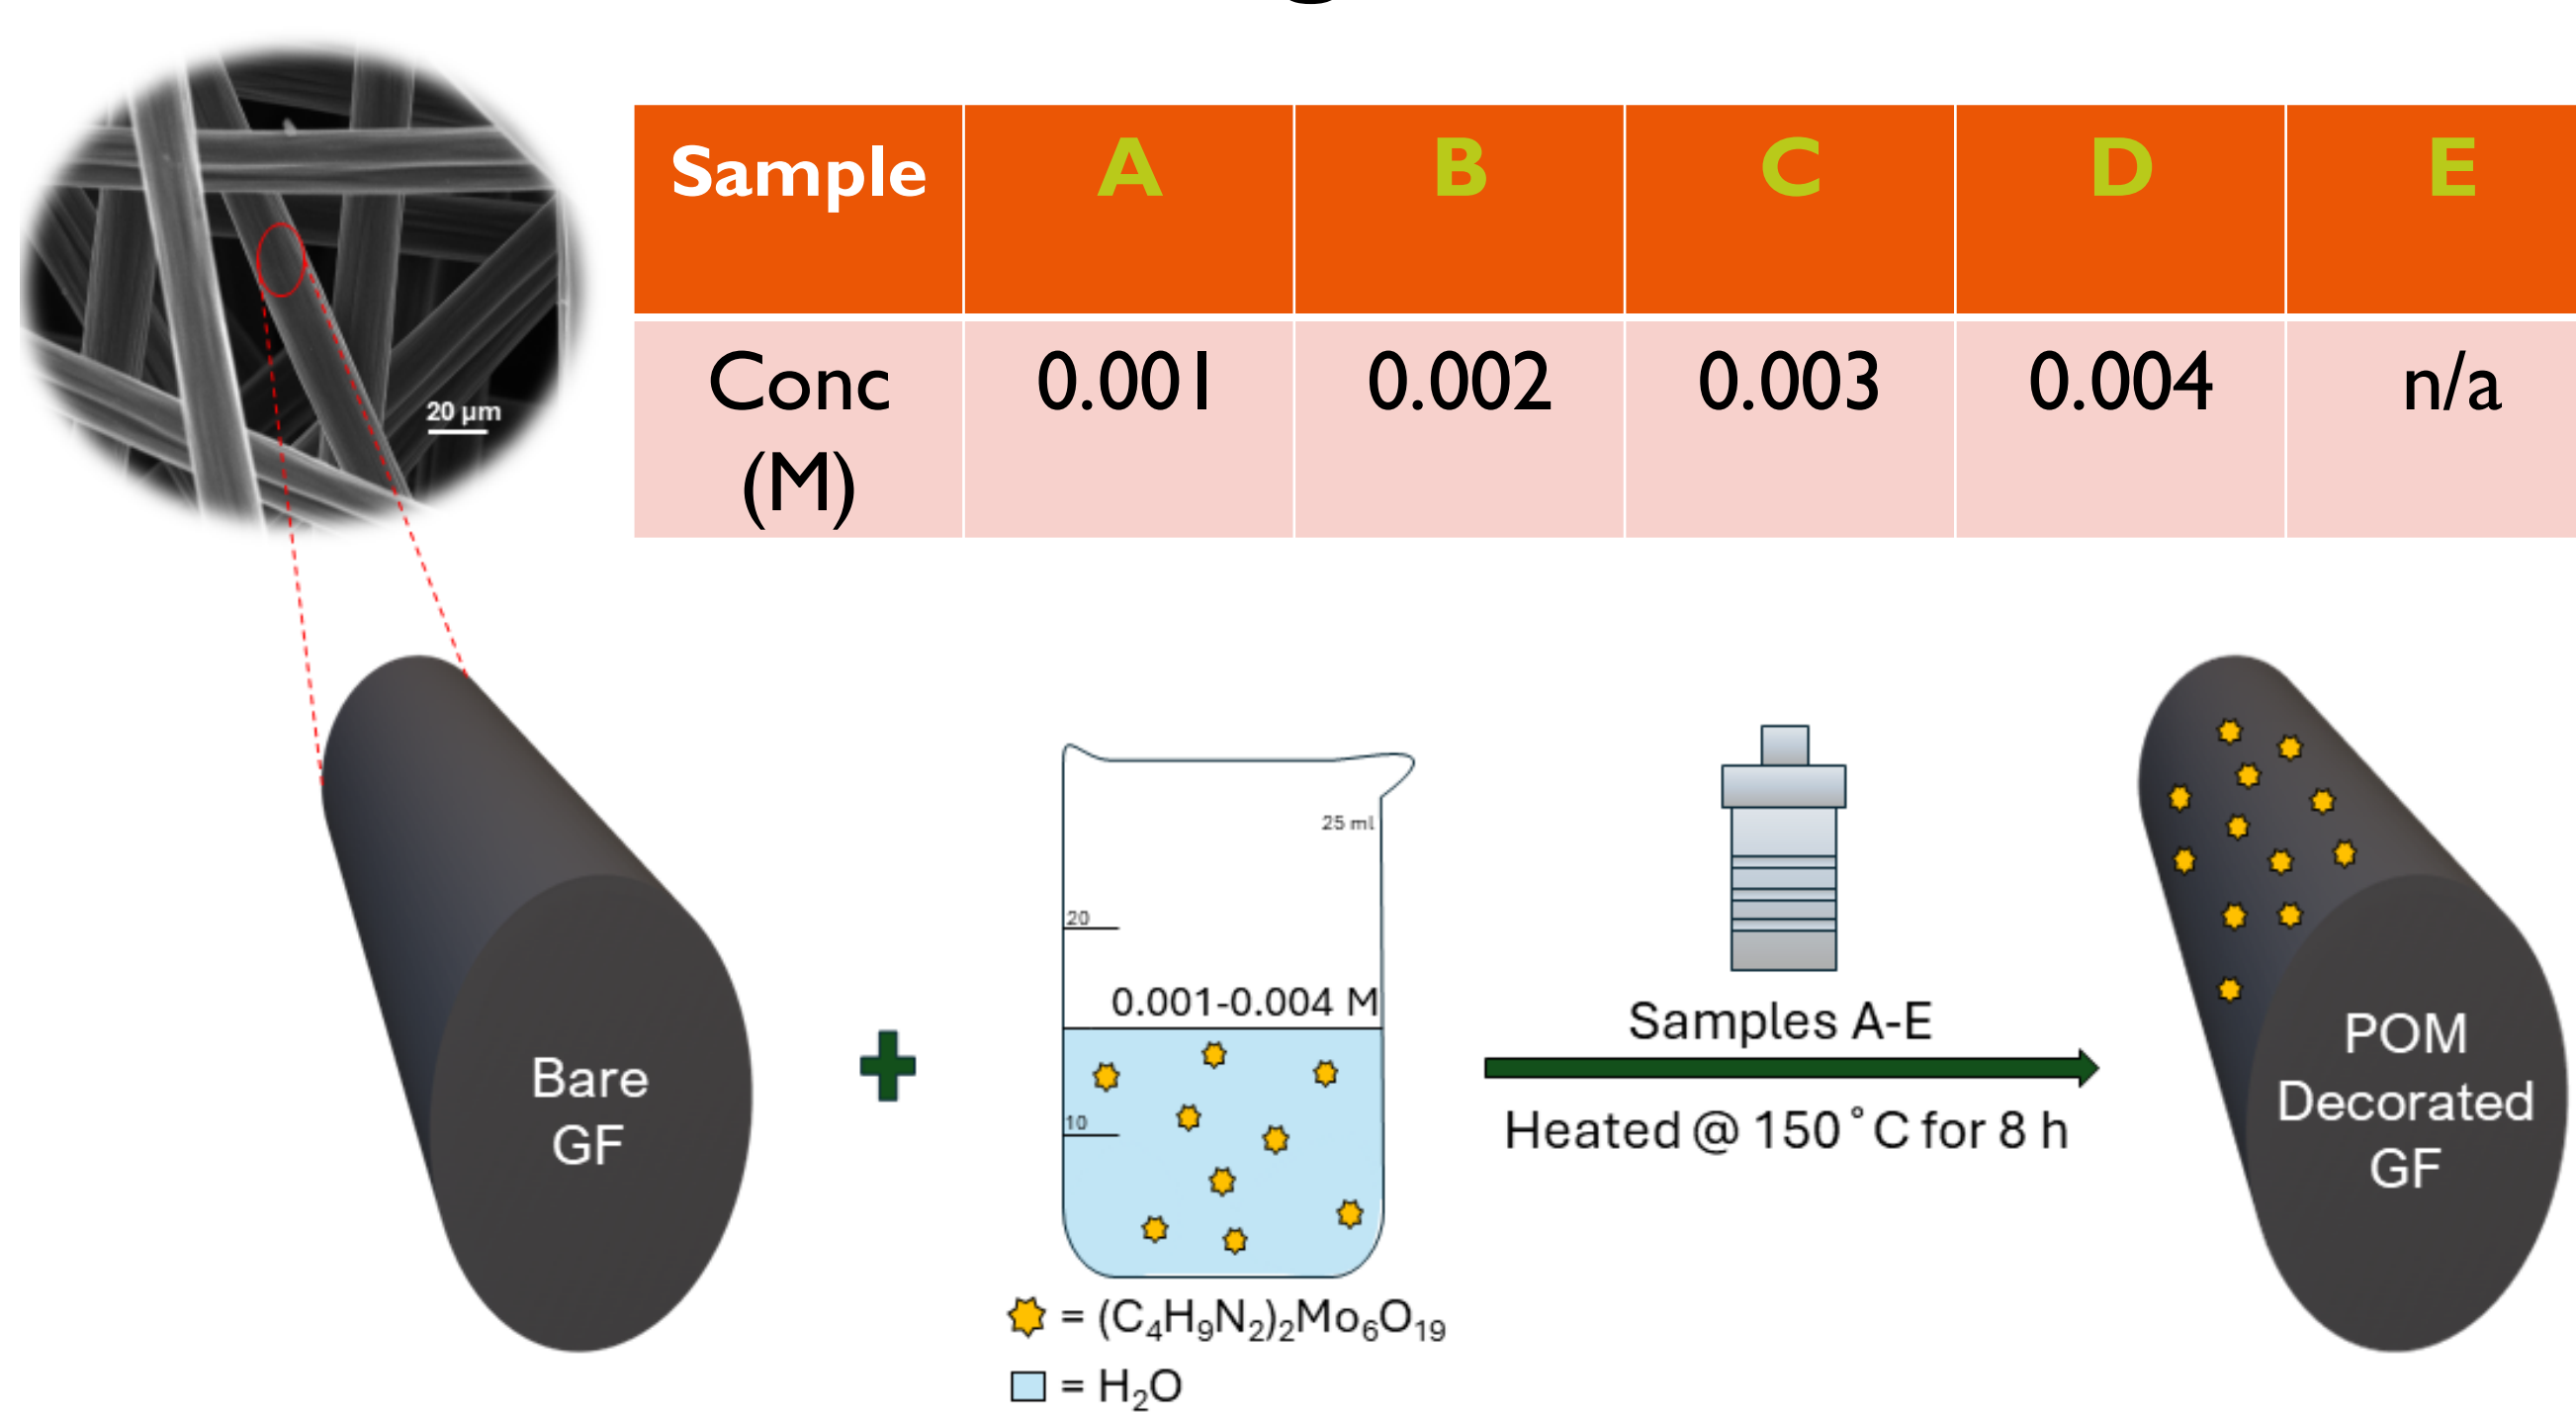 Sample A B C D E
Conc (M) 0.001 0.002 0.003 0.004 n/a
20 µm
25 ml
20
0.001-0.004 M
10
Bare
GF
Samples A-E
Heated @ 150 °C for 8 h
POM
Decorated
GF
= (C₄H₉N₂)₂Mo₆O₁₉
= H₂O